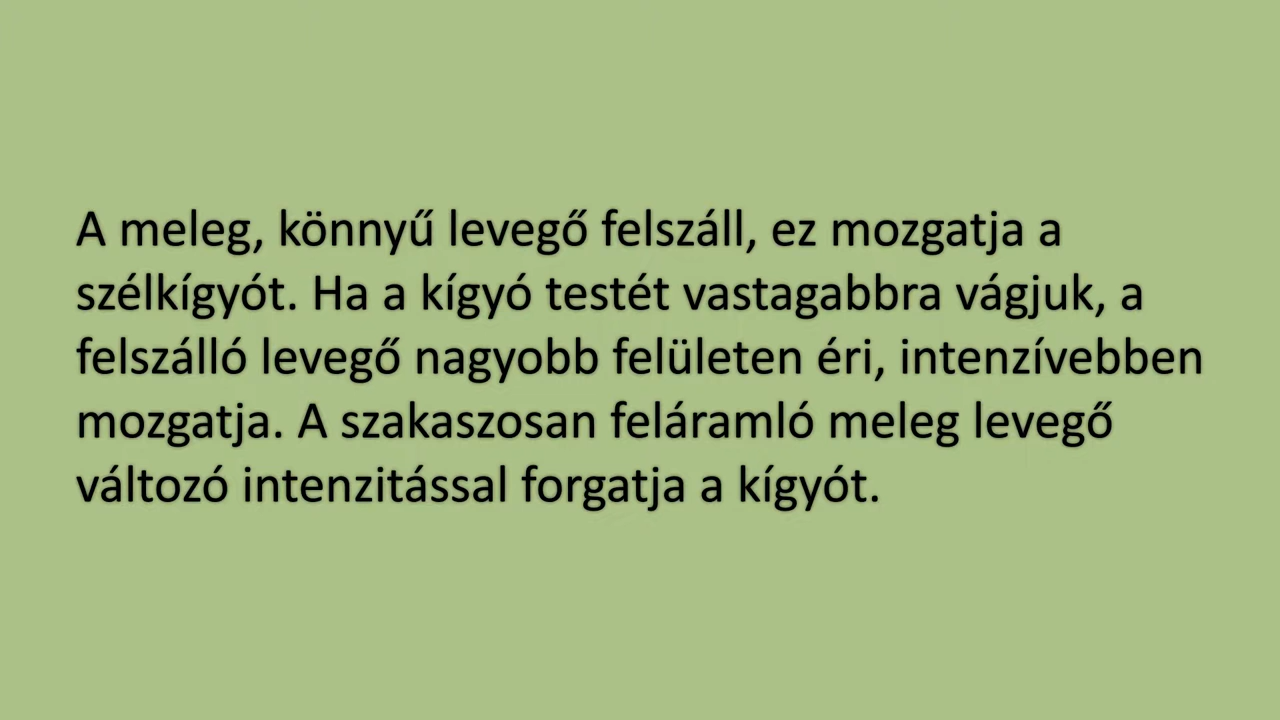 A meleg, könnyű levegő felszáll, ez mozgatja a
szélkígyót. Ha a kígyó testét vastagabbra vágjuk, a
felszálló levegő nagyobb felületen éri, intenzívebben
mozgatja. A szakaszosan feláramló meleg levegő
változó intenzitással forgatja a kígyót.